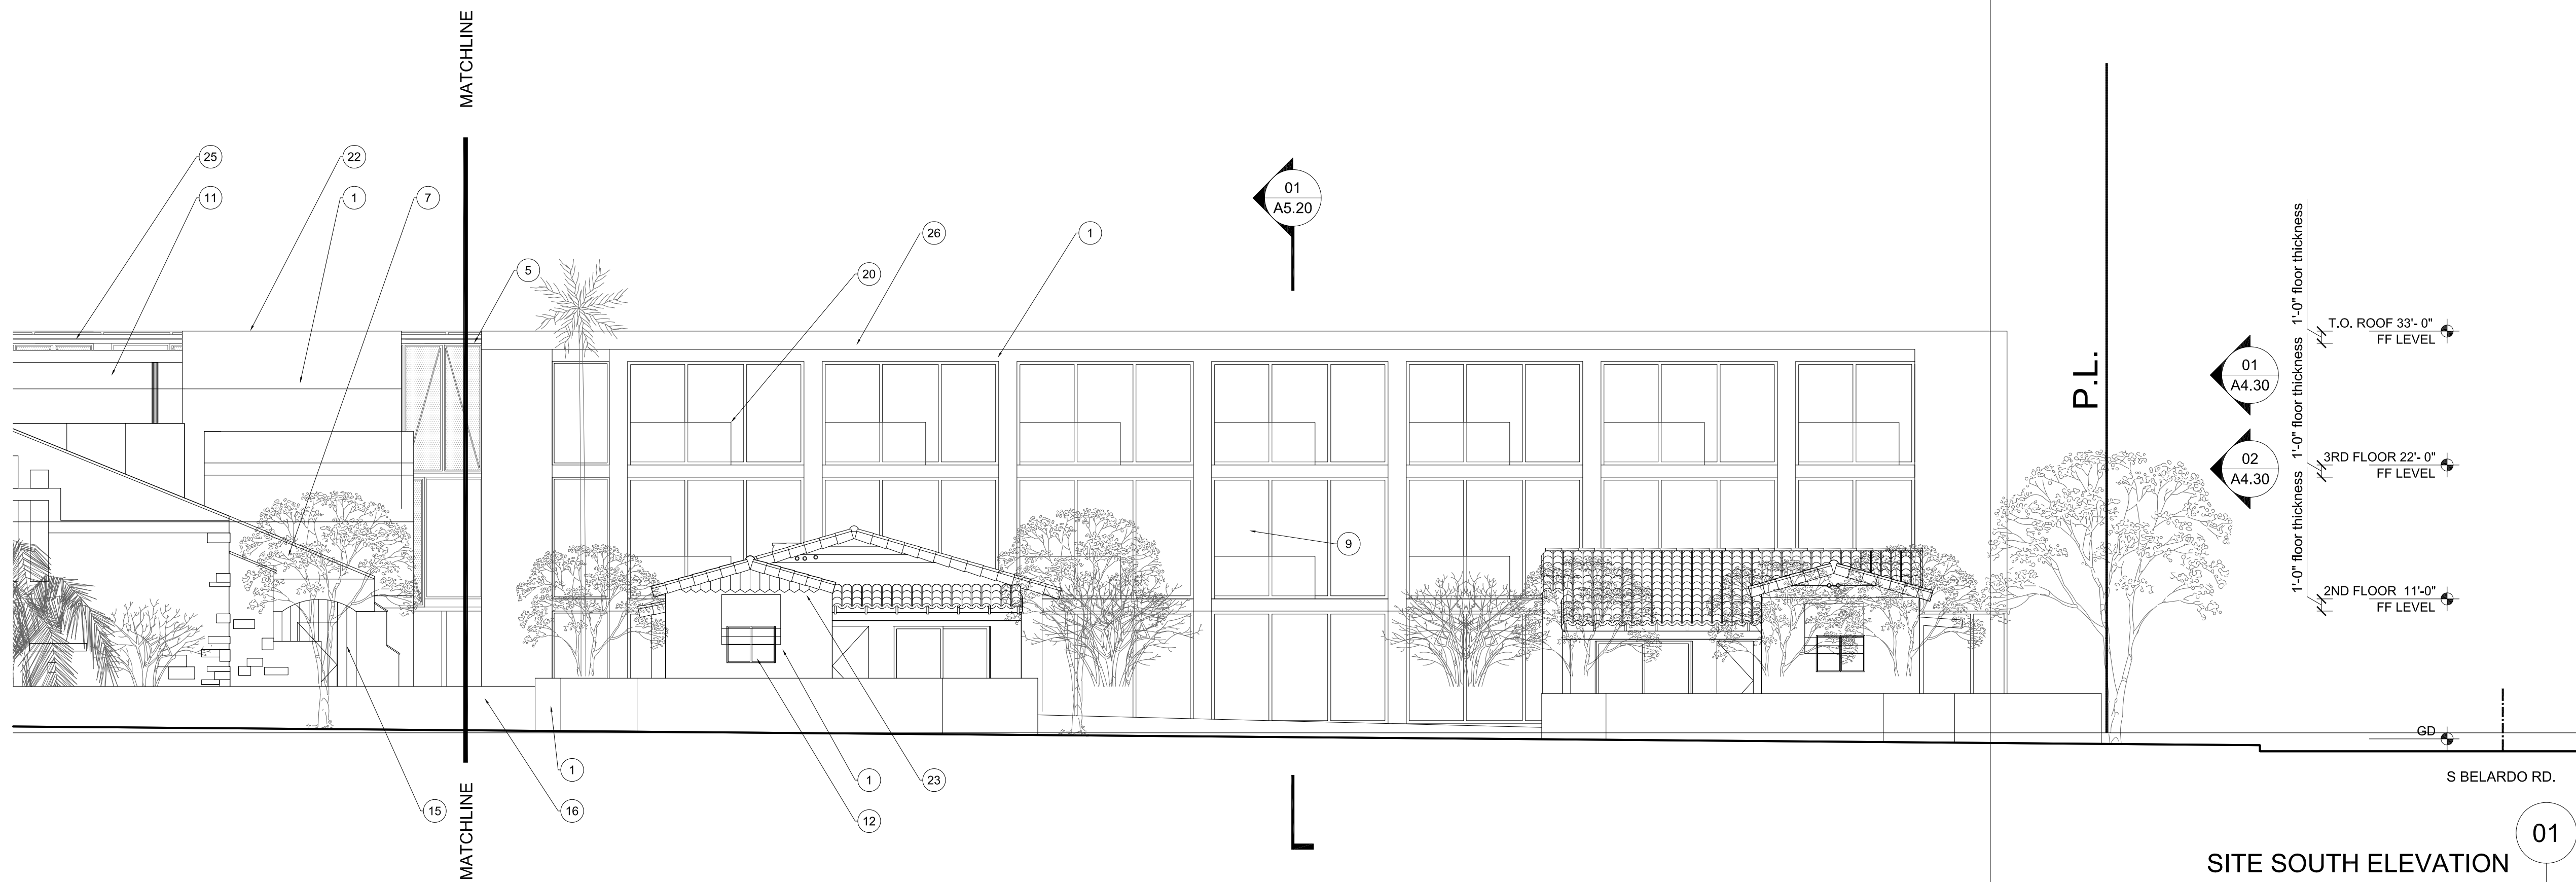 MATCHLINE
25
22
11
1
7
5
26
1
20
01
A5.20
9
P.L.
01
A4.30
02
A4.30
1'-0" floor thickness
1'-0" floor thickness
1'-0" floor thickness
T.O. ROOF 33'- 0"
FF LEVEL
3RD FLOOR 22'- 0"
FF LEVEL
2ND FLOOR 11'-0"
FF LEVEL
GD
S BELARDO RD.
1
1
23
15
16
12
MATCHLINE
SITE SOUTH ELEVATION
01